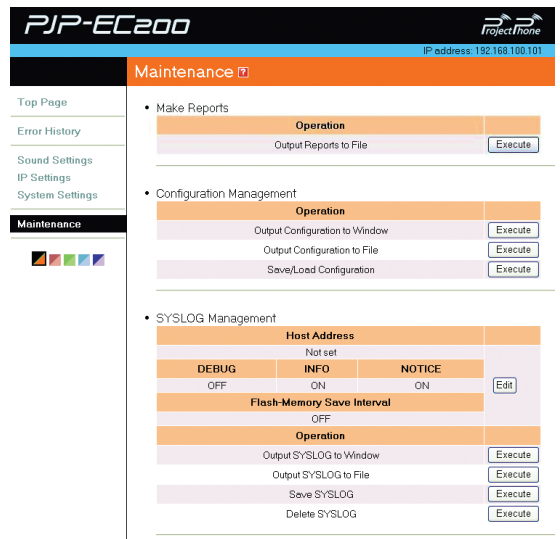 PJP-EC200
ProjectPhone
IP address: 192.168.100.101
Maintenance ?
Top Page
Error History
Sound Settings
IP Settings
System Settings
Maintenance
• Make Reports
Operation
Output Reports to File Execute
• Configuration Management
Operation
Output Configuration to Window Execute
Output Configuration to File Execute
Save/Load Configuration Execute
• SYSLOG Management
Host Address
Not set
DEBUG INFO NOTICE
OFF ON ON Edit
Flash-Memory Save Interval
OFF
Operation
Output SYSLOG to Window Execute
Output SYSLOG to File Execute
Save SYSLOG Execute
Delete SYSLOG Execute